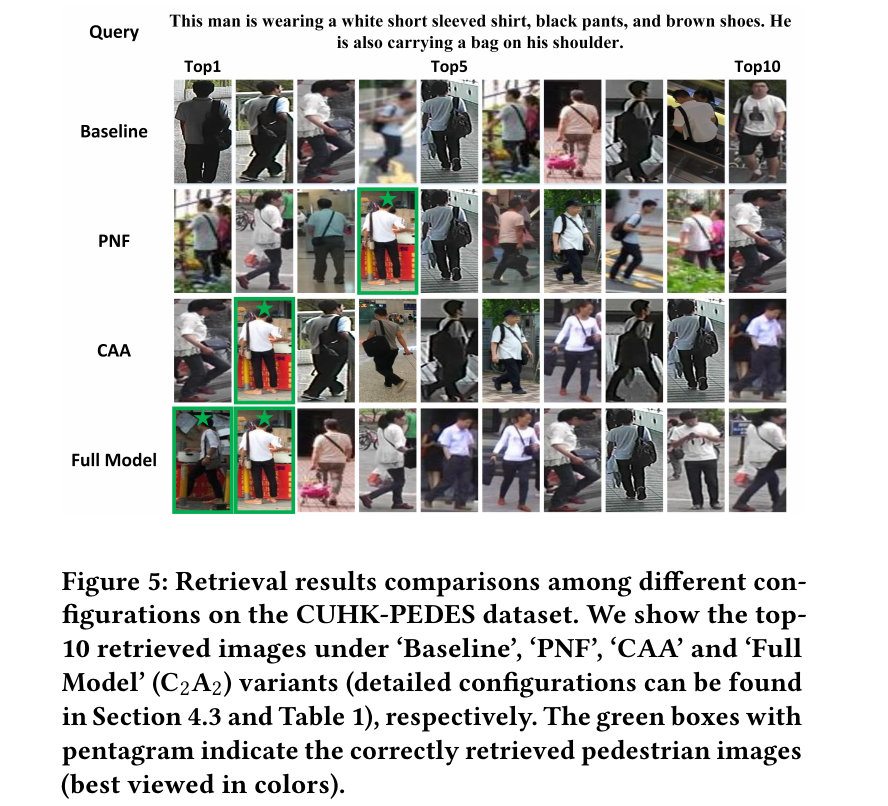 Query
This man is wearing a white short sleeved shirt, black pants, and brown shoes. He
is also carrying a bag on his shoulder.
Top1 Top5 Top10
Baseline
PNF
CAA
Full Model
Figure 5: Retrieval results comparisons among different con-
figurations on the CUHK-PEDES dataset. We show the top-
10 retrieved images under ‘Baseline’, ‘PNF’, ‘CAA’ and ‘Full
Model’ (C₂A₂) variants (detailed configurations can be found
in Section 4.3 and Table 1), respectively. The green boxes with
pentagram indicate the correctly retrieved pedestrian images
(best viewed in colors).